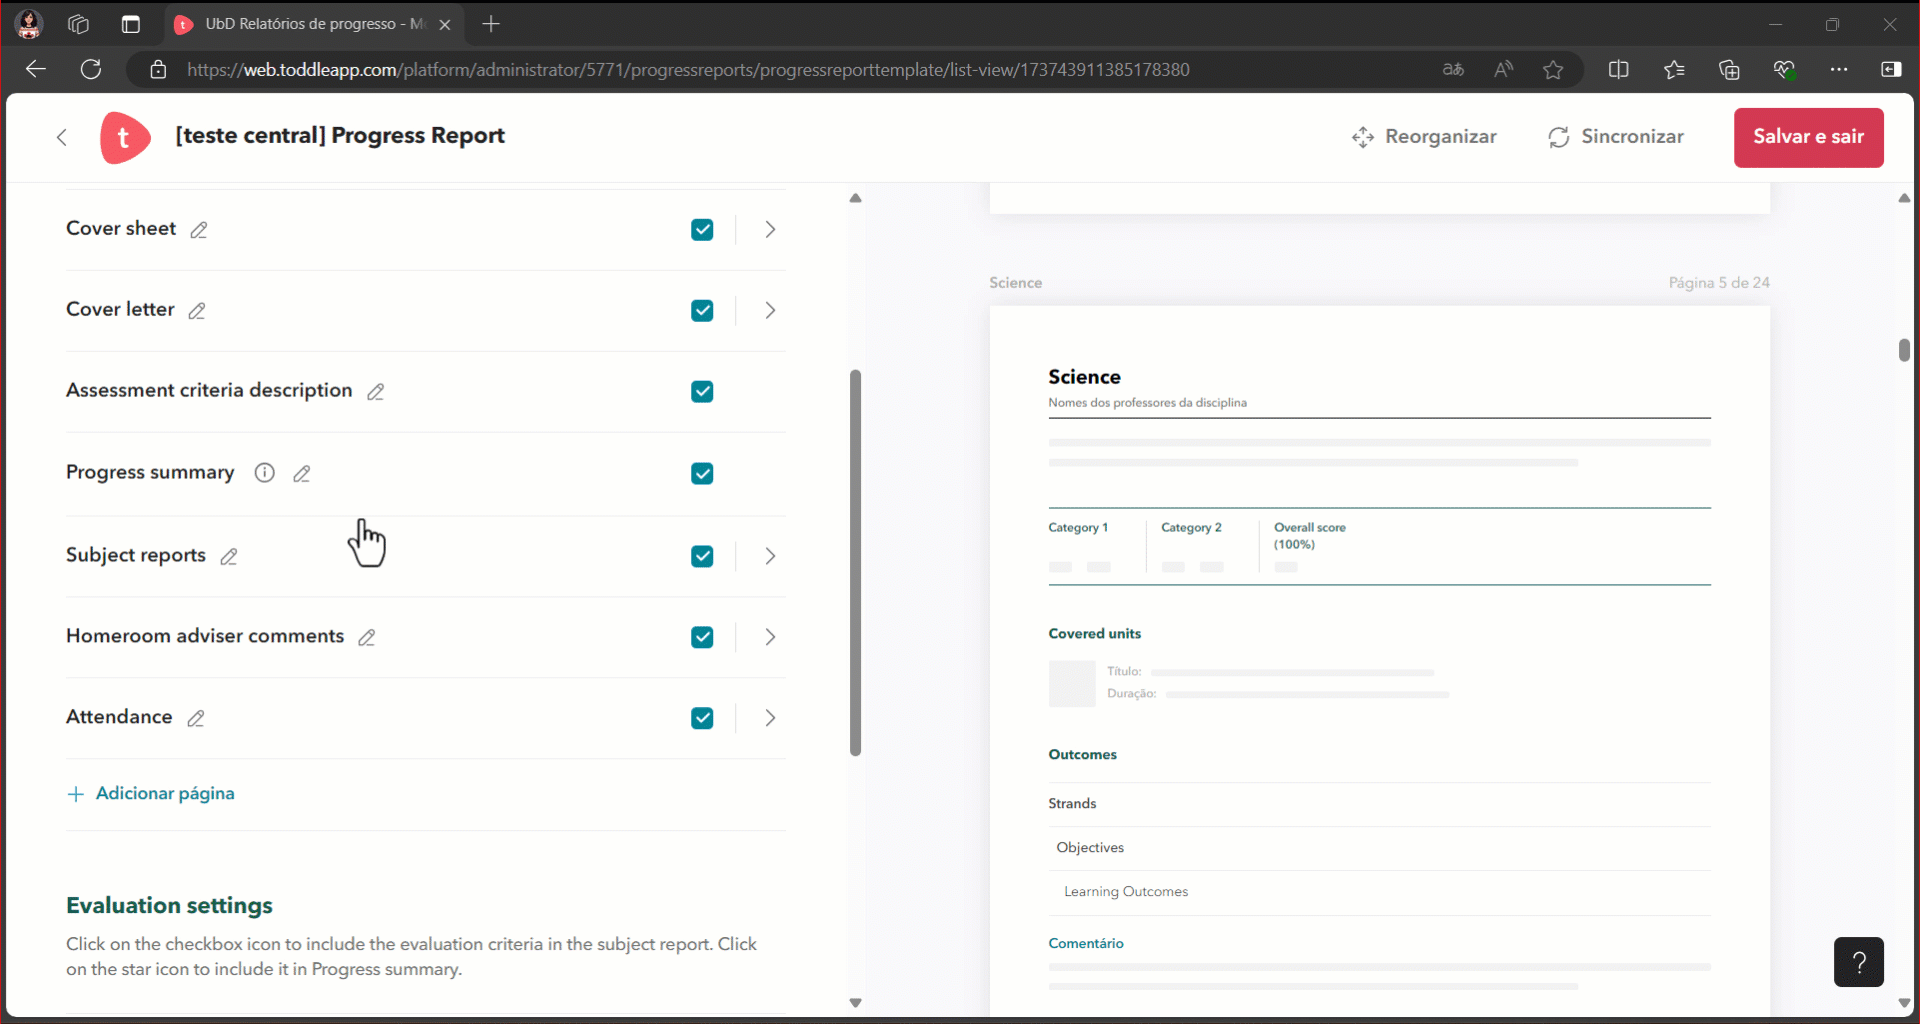 UbD Relatórios de progresso - M
https://web.toddleapp.com/platform/administrator/5771/progressreports/progressreporttemplate/list-view/173743911385178380
aあ
t
[teste central] Progress Report
Reorganizar
Sincronizar
Salvar e sair
Cover sheet
Cover letter
Assessment criteria description
Progress summary
Subject reports
Homeroom adviser comments
Attendance
+ Adicionar página
Evaluation settings
Click on the checkbox icon to include the evaluation criteria in the subject report. Click
on the star icon to include it in Progress summary.
Science
Página 5 de 24
Science
Nomes dos professores da disciplina
Category 1
Category 2
Overall score
(100%)
Covered units
Título:
Duração:
Outcomes
Strands
Objectives
Learning Outcomes
Comentário
?